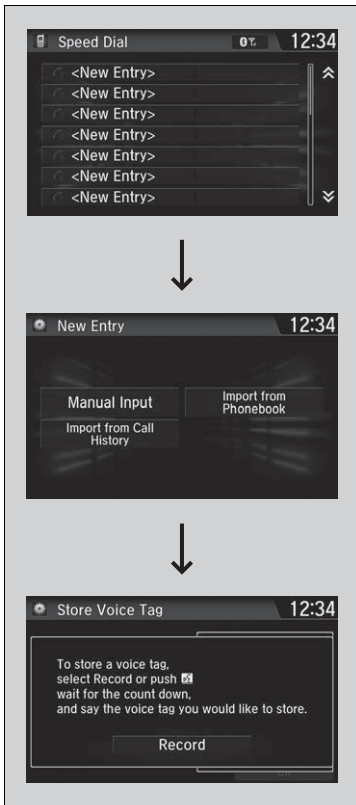 Speed Dial 12:34
<New Entry>
<New Entry>
<New Entry>
<New Entry>
<New Entry>
<New Entry>
<New Entry>
New Entry 12:34
Manual Input
Import from
Phonebook
Import from Call
History
Store Voice Tag 12:34
To store a voice tag,
select Record or push
wait for the count down,
and say the voice tag you would like to store.
Record